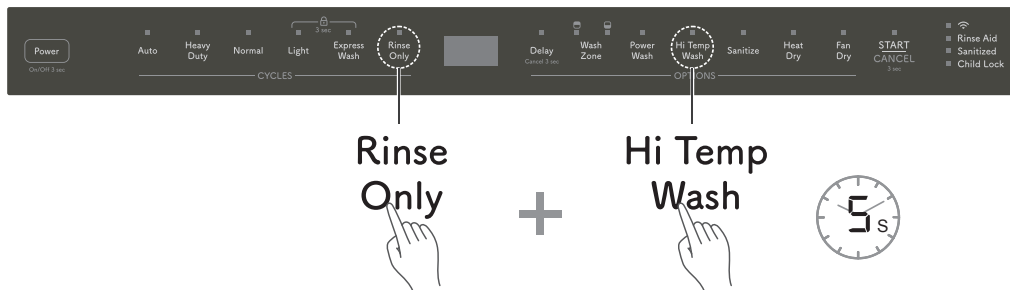 Power
On/Off 3 sec
Auto
Heavy
Duty
Normal
3 sec
Light
Express
Wash
Rinse
Only
CYCLES
Delay
Cancel 3 sec
Wash
Zone
Power
Wash
Hi Temp
Wash
Sanitize
Heat
Dry
Fan
Dry
OPTIONS
START
CANCEL
3 sec
Rinse Aid
Sanitized
Child Lock
Rinse
Only
+
Hi Temp
Wash
5 s